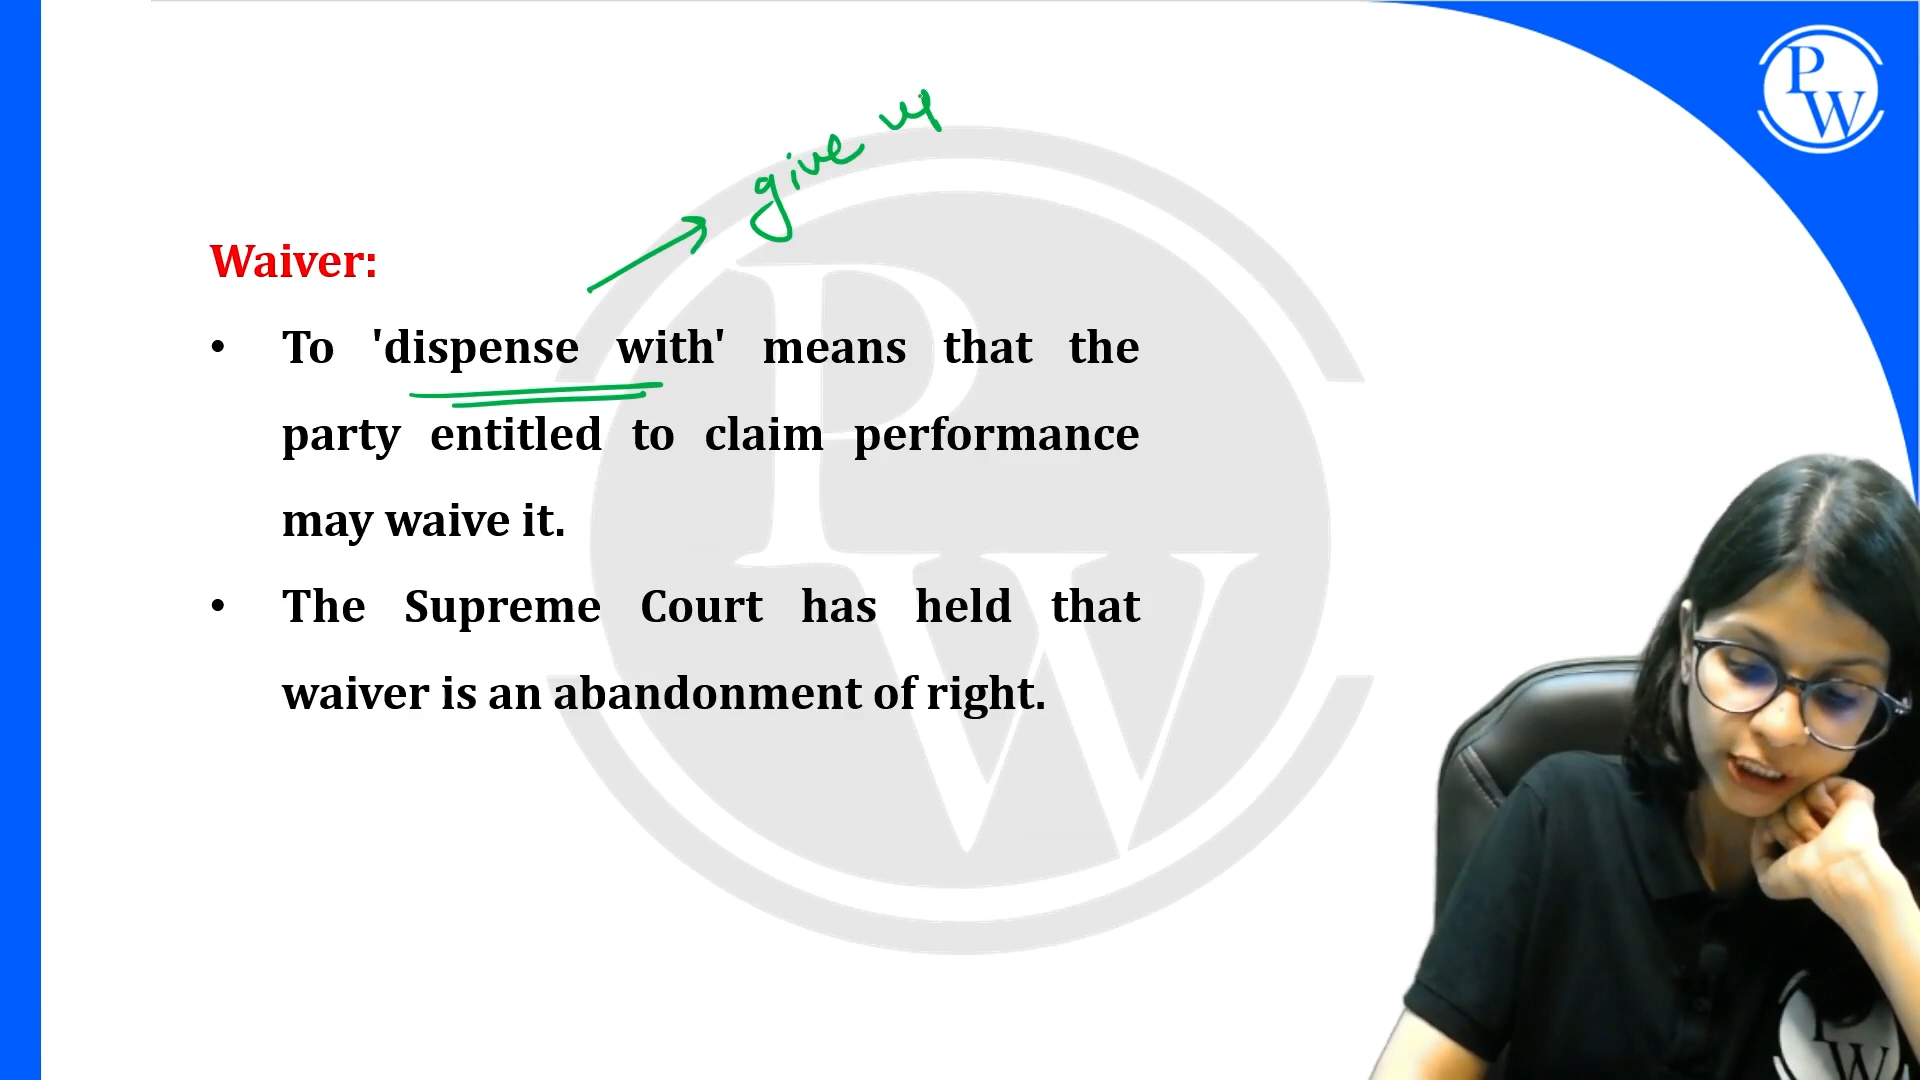 P
W
give up
Waiver:
• To 'dispense with' means that the
party entitled to claim performance
may waive it.
• The Supreme Court has held that
waiver is an abandonment of right.
P
W
P
W